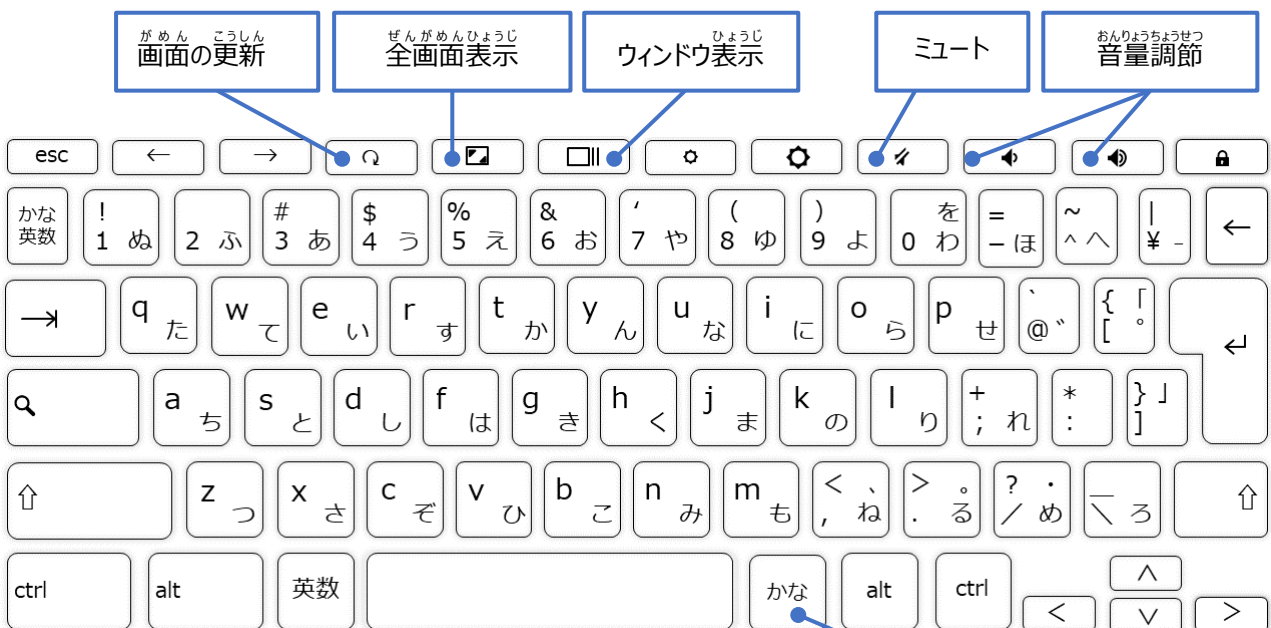 がめん こうしん
画面の更新
ぜんがめんひょうじ
全画面表示
ひょうじ
ウィンドウ表示
ミュート
おんりょうちょうせつ
音量調節
esc ← →
かな
英数
!
1 ぬ
2 ふ
#
3 あ
$
4 う
%
5 え
&
6 お
‘
7 や
(
8 ゆ
)
9 よ
を
0 わ
=
− ほ
~
^ へ
|
¥ −
←
q た
w て
e い
r す
t か
y ん
u な
i に
o ら
p せ
`
@ ゛
{ 「
[ ゜
a ち
s と
d し
f は
g き
h く
j ま
k の
l り
+
; れ
*
:
} 」
]
⇧
z つ
x さ
c ぞ
v ひ
b こ
n み
m も
< 、
, ね
> 。
. る
? ・
/ め
_
\ ろ
⇧
ctrl
alt
英数
かな
alt
ctrl